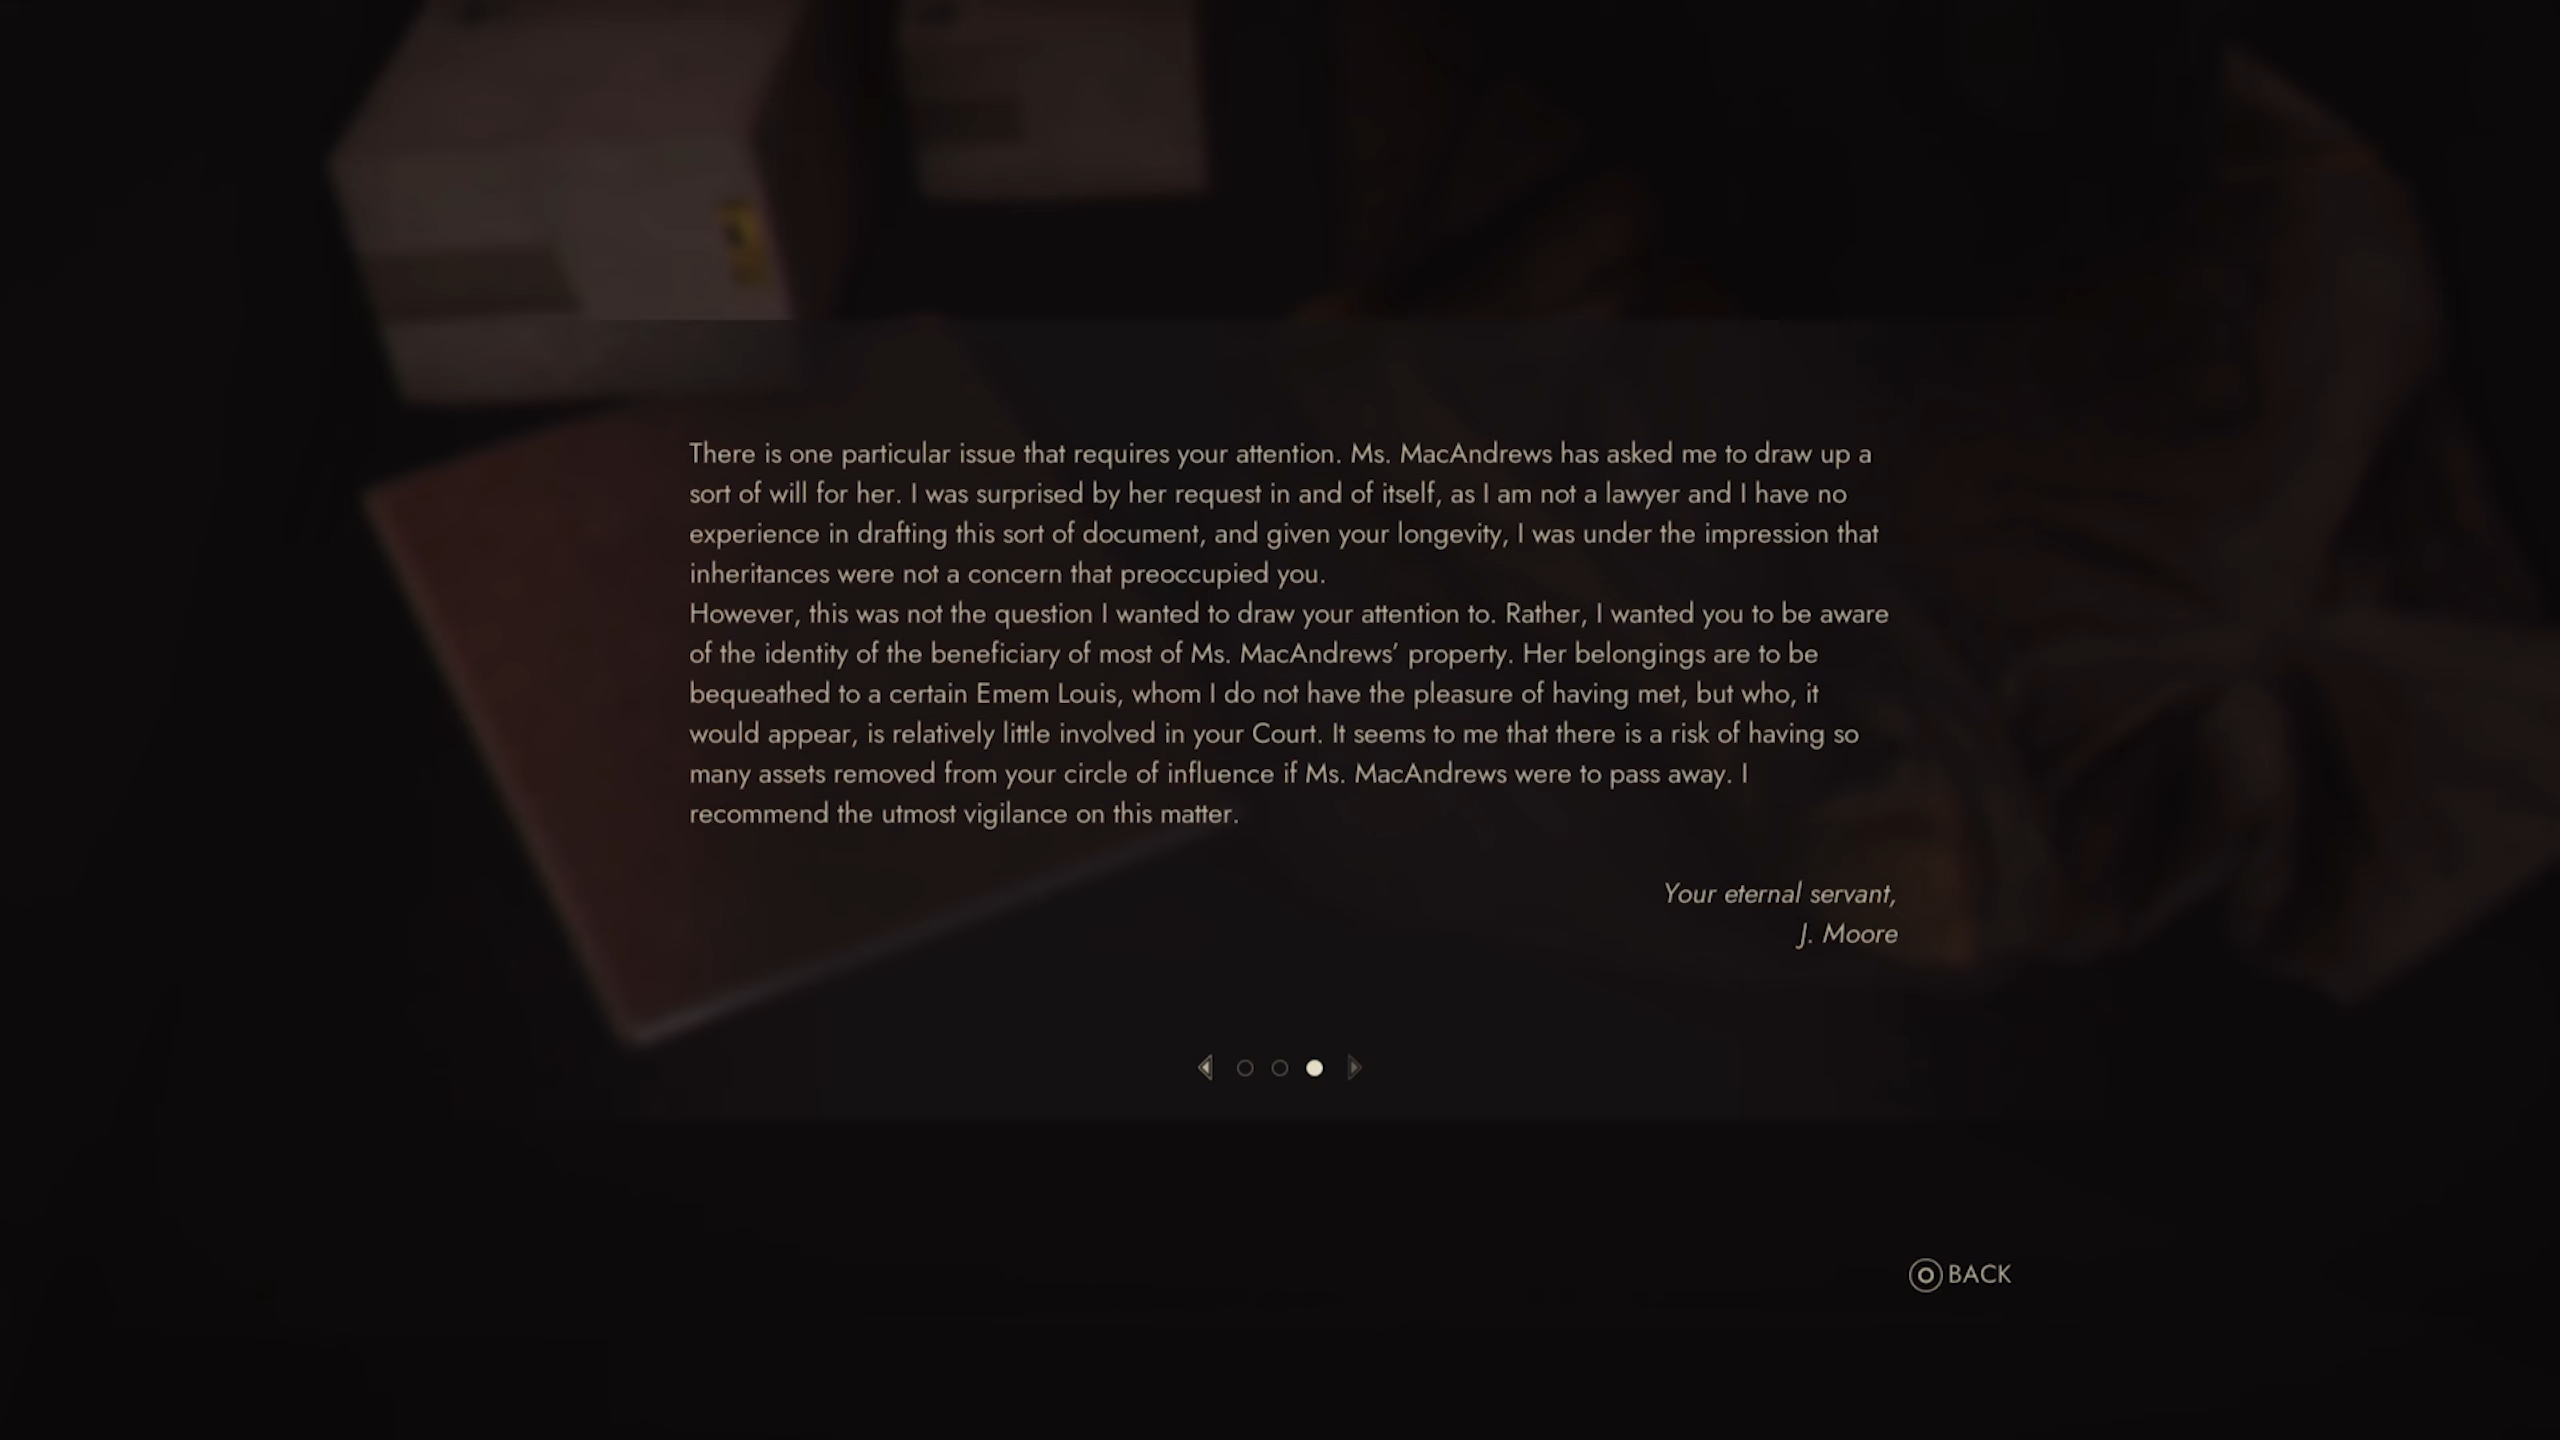 There is one particular issue that requires your attention. Ms. MacAndrews has asked me to draw up a
sort of will for her. I was surprised by her request in and of itself, as I am not a lawyer and I have no
experience in drafting this sort of document, and given your longevity, I was under the impression that
inheritances were not a concern that preoccupied you.
However, this was not the question I wanted to draw your attention to. Rather, I wanted you to be aware
of the identity of the beneficiary of most of Ms. MacAndrews’ property. Her belongings are to be
bequeathed to a certain Emem Louis, whom I do not have the pleasure of having met, but who, it
would appear, is relatively little involved in your Court. It seems to me that there is a risk of having so
many assets removed from your circle of influence if Ms. MacAndrews were to pass away. I
recommend the utmost vigilance on this matter.
Your eternal servant,
J. Moore
BACK